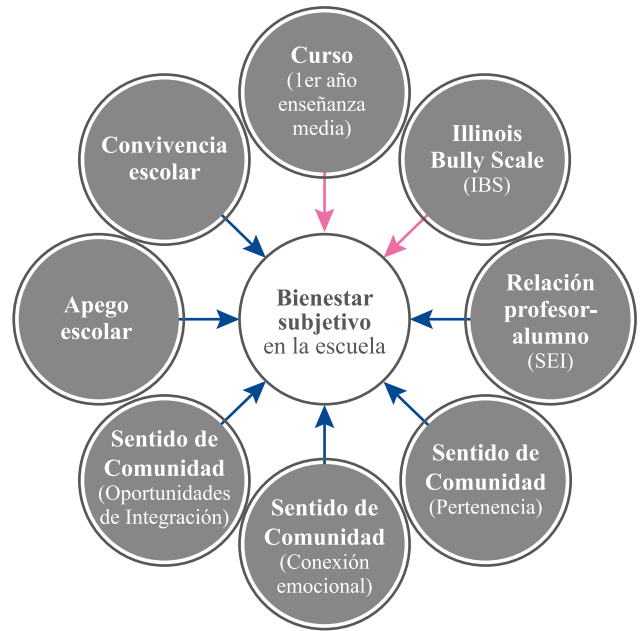 Curso
(1er año
enseñanza
media)
Illinois
Bully Scale
(IBS)
Relación
profesor-
alumno
(SEI)
Sentido de
Comunidad
(Pertenencia)
Sentido de
Comunidad
(Conexión
emocional)
Sentido de
Comunidad
(Oportunidades
de Integración)
Apego
escolar
Convivencia
escolar
Bienestar
subjetivo
en la escuela